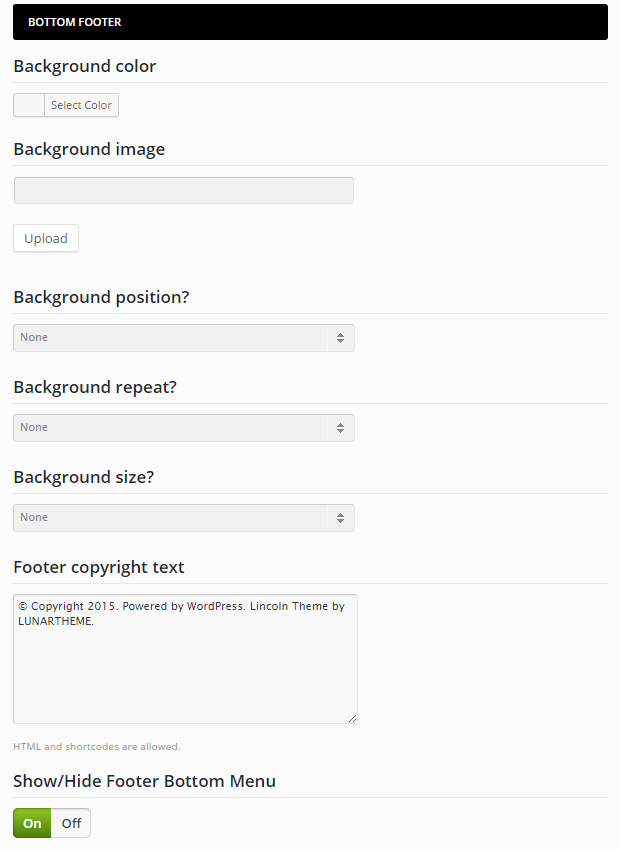 BOTTOM FOOTER
Background color
Select Color
Background image
Upload
Background position?
None
Background repeat?
None
Background size?
None
Footer copyright text
© Copyright 2015. Powered by WordPress. Lincoln Theme by
LUNARTHEME.
HTML and shortcodes are allowed.
Show/Hide Footer Bottom Menu
On Off